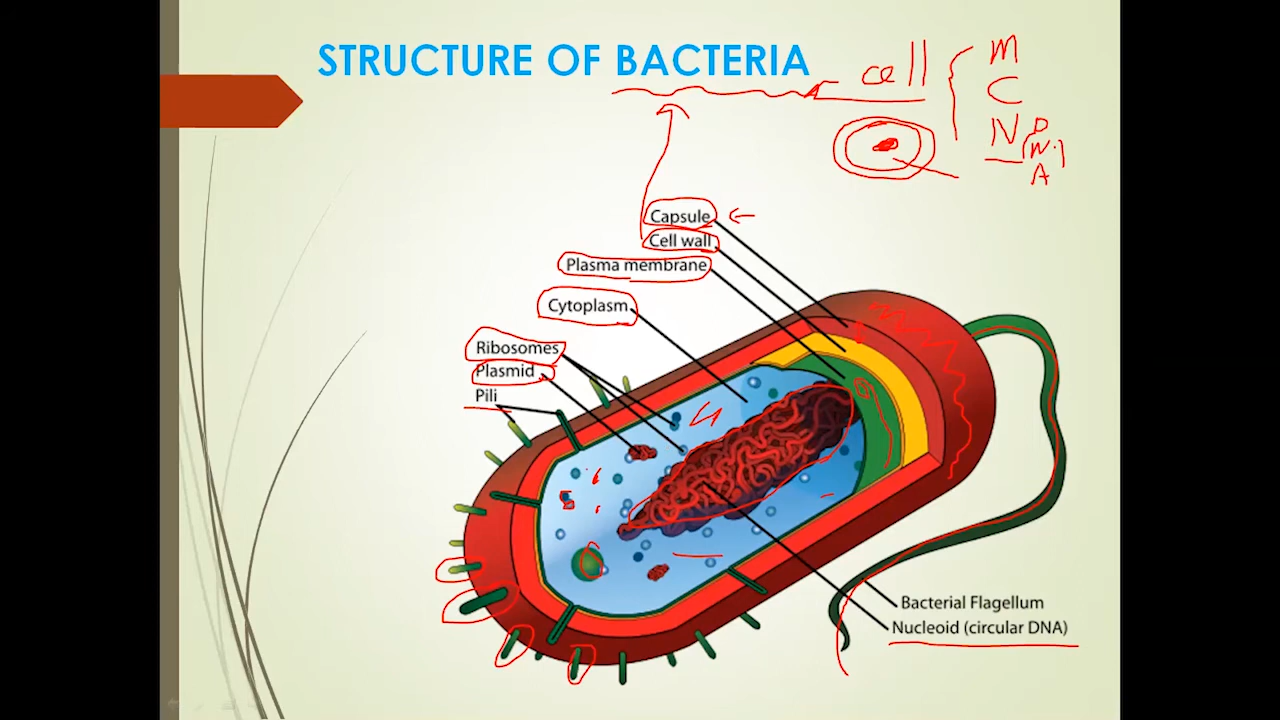 STRUCTURE OF BACTERIA
cell
M
C
N
D
N
A
Capsule
Cell wall
Plasma membrane
Cytoplasm
Ribosomes
Plasmid
Pili
Bacterial Flagellum
Nucleoid (circular DNA)